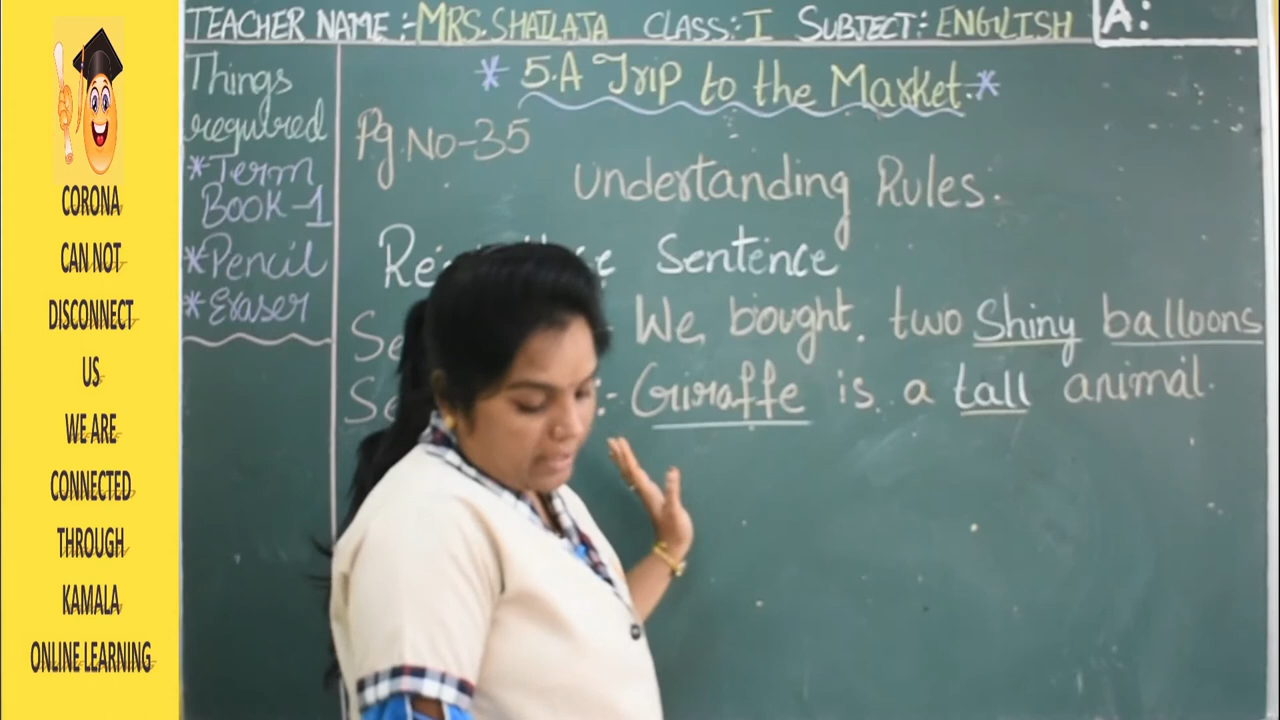 CORONA
CAN NOT
DISCONNECT
US
WE ARE
CONNECTED
THROUGH
KAMALA
ONLINE LEARNING
TEACHER NAME :- MRS. SHAILAJA CLASS:- I SUBJECT:- ENGLISH
A:
Things
required
*Term
Book-1
*Pencil
*Eraser
* 5.A Trip to the Market. *
Pg.No-35
Understanding Rules.
Sentence
We bought. two Shiny balloons
:- Giraffe is. a tall animal.